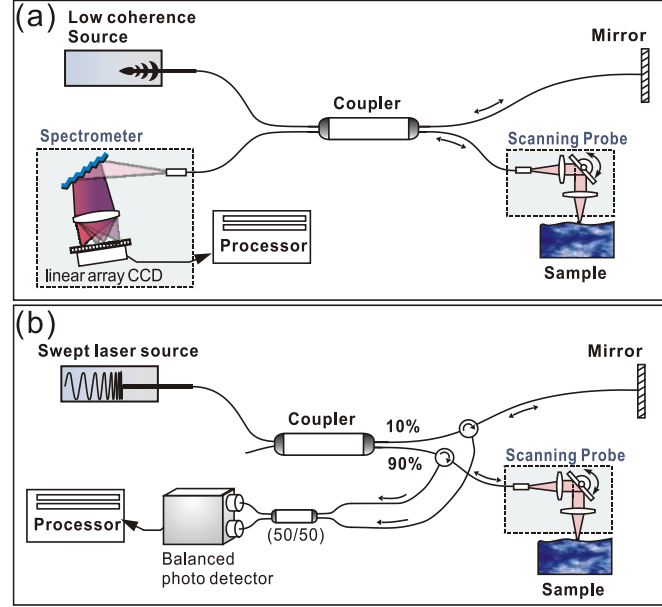 (a)
Low coherence
Source
Mirror
Coupler
Spectrometer
Scanning Probe
Processor
linear array CCD
Sample
(b)
Swept laser source
Mirror
Coupler
10%
90%
Scanning Probe
Processor
(50/50)
Balanced
photo detector
Sample